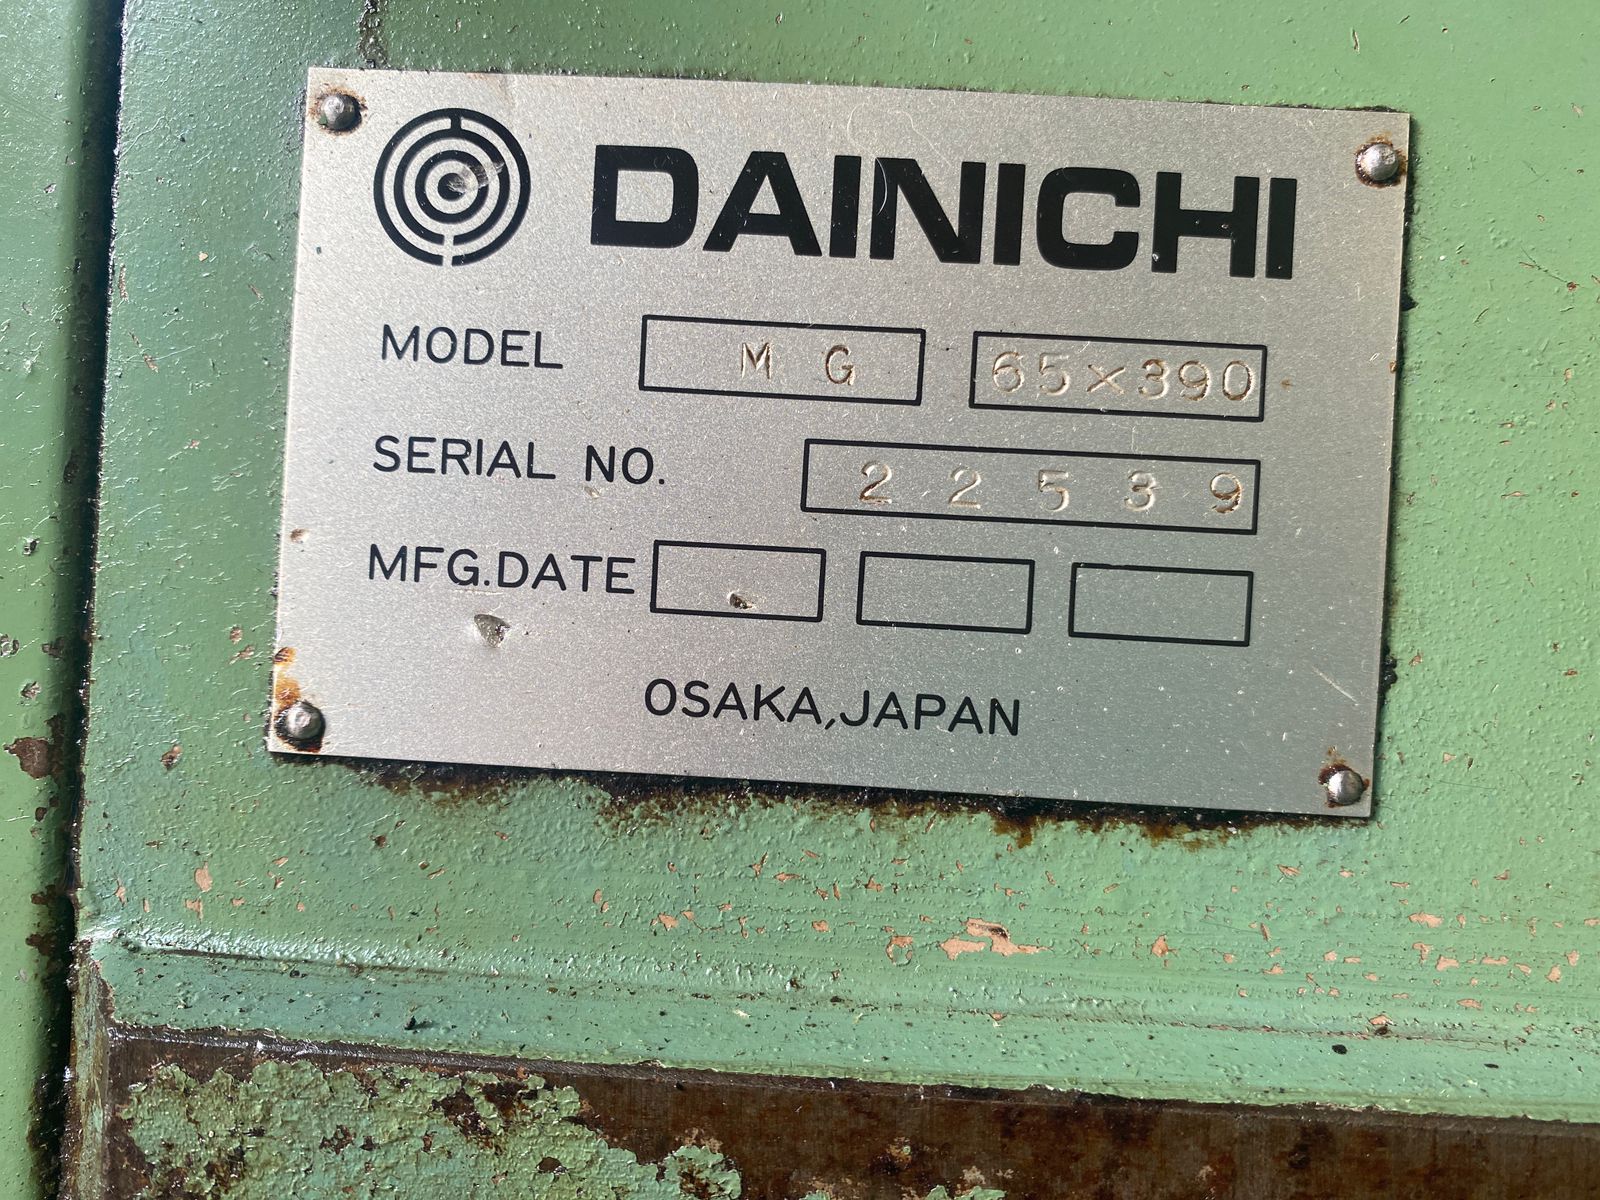 DAINICHI
MODEL M G 65×390
SERIAL NO. 2 2 5 3 9
MFG.DATE
OSAKA,JAPAN